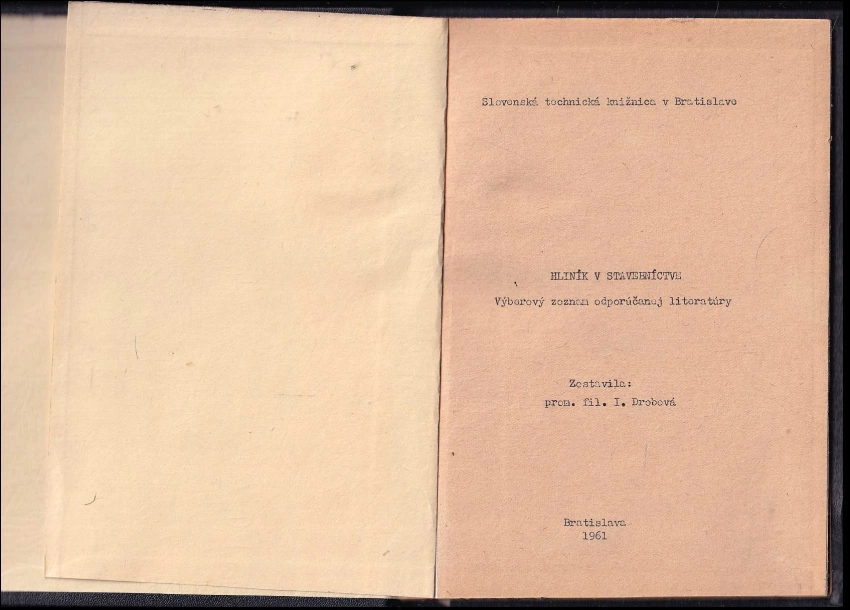 Slovenská technická knižnica v Bratislave
HLINÍK V STAVEBNÍCTVE
Výberový zoznam odporúčanej literatúry
Zostavila:
prom. fil. I. Drobová
Bratislava
1961